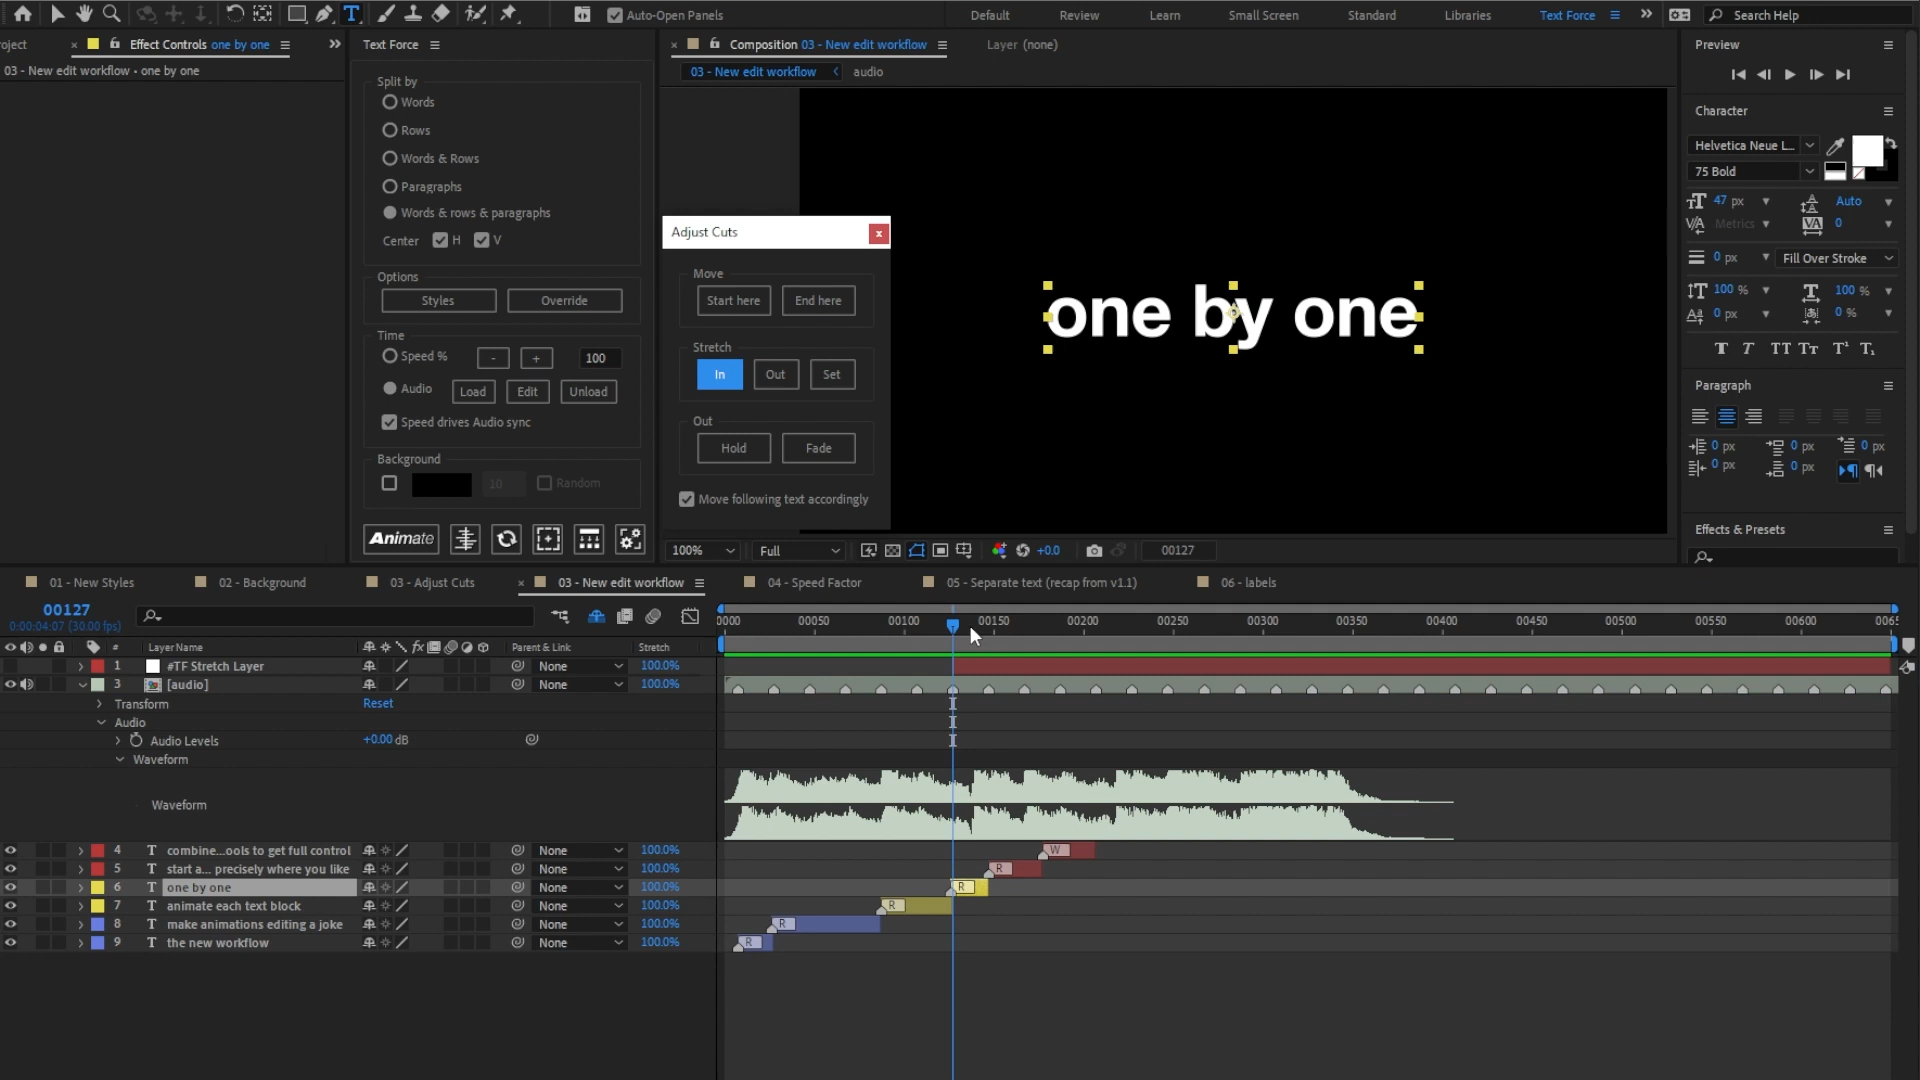 Auto-Open Panels
Default
Review
Learn
Small Screen
Standard
Libraries
Text Force
Search Help
oject
Effect Controls one by one
Text Force
Composition 03 - New edit workflow
Layer (none)
Preview
03 - New edit workflow • one by one
03 - New edit workflow
audio
Split by
Words
Rows
Words & Rows
Paragraphs
Words & rows & paragraphs
Center
H
V
Options
Styles
Override
Time
Speed %
-
+
100
Audio
Load
Edit
Unload
Speed drives Audio sync
Background
10
Random
Animate
Adjust Cuts
x
Move
Start here
End here
Stretch
In
Out
Set
Out
Hold
Fade
Move following text accordingly
one by one
100%
Full
+0.0
00127
Character
Helvetica Neue L...
75 Bold
47 px
Auto
Metrics
0
0 px
Fill Over Stroke
100 %
100 %
0 px
0 %
T T TT Tt T¹ T₁
Paragraph
0 px
0 px
0 px
0 px
0 px
Effects & Presets
01 - New Styles
02 - Background
03 - Adjust Cuts
03 - New edit workflow
04 - Speed Factor
05 - Separate text (recap from v1.1)
06 - labels
00127
0:00:04:07 (30.00 fps)
0000 00050 00100 00150 00200 00250 00300 00350 00400 00450 00500 00550 00600 0065
# Layer Name fx Parent & Link Stretch
1 #TF Stretch Layer None 100.0%
3 [audio] None 100.0%
Transform Reset
Audio
Audio Levels +0.00 dB
Waveform
Waveform
4 T combine...ools to get full control None 100.0% W
5 T start a... precisely where you like None 100.0% R
6 T one by one None 100.0% R
7 T animate each text block None 100.0% R
8 T make animations editing a joke None 100.0% R
9 T the new workflow None 100.0% R